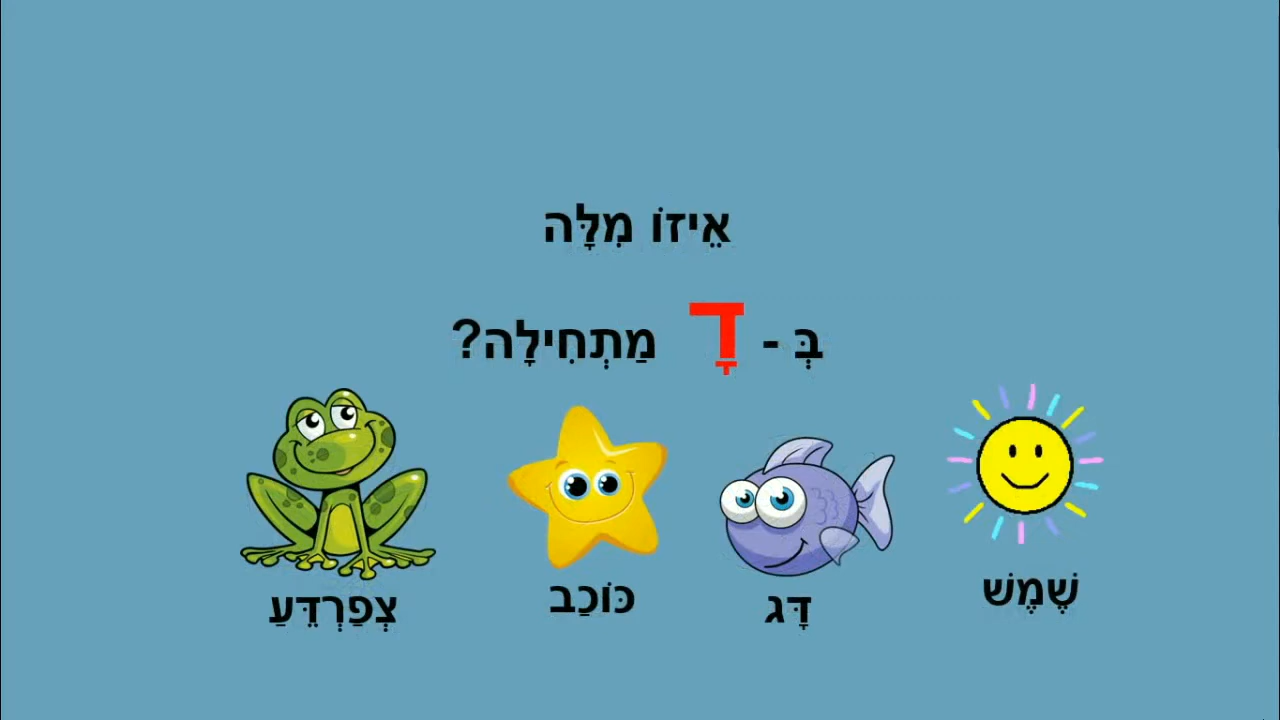 אֵיזוֹ מִלָּה
בְּ - דָ מַתְחִילָה?
שֶׁמֶשׁ
דָּג
כּוֹכַב
צְפַרְדֵּעַ